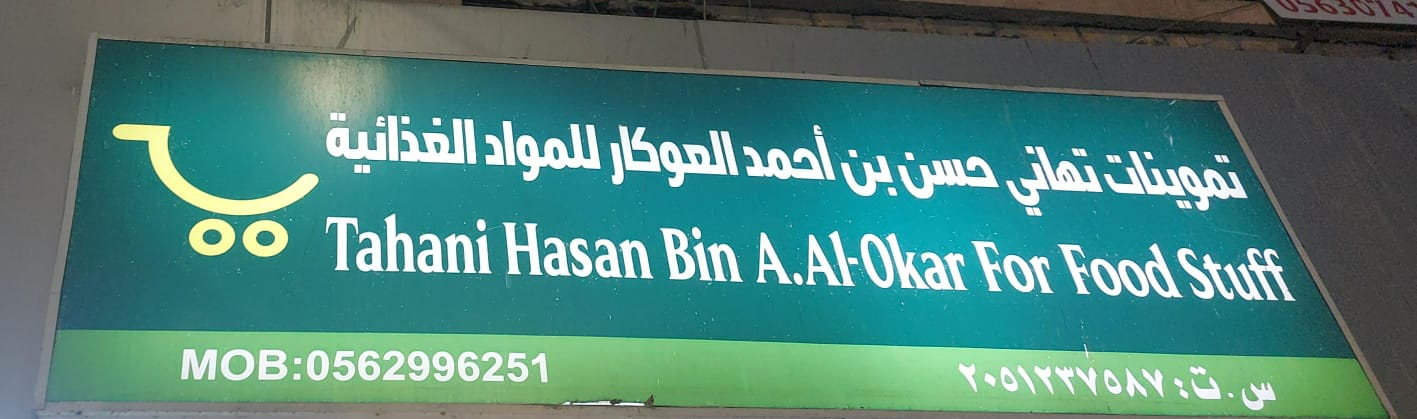 تموينات تهاني حسن بن أحمد العوكار للمواد الغذائية
Tahani Hasan Bin A.Al-Okar For Food Stuff
MOB:0562996251
س.ت: ٢٠٥١٢٣٧٥٨٧